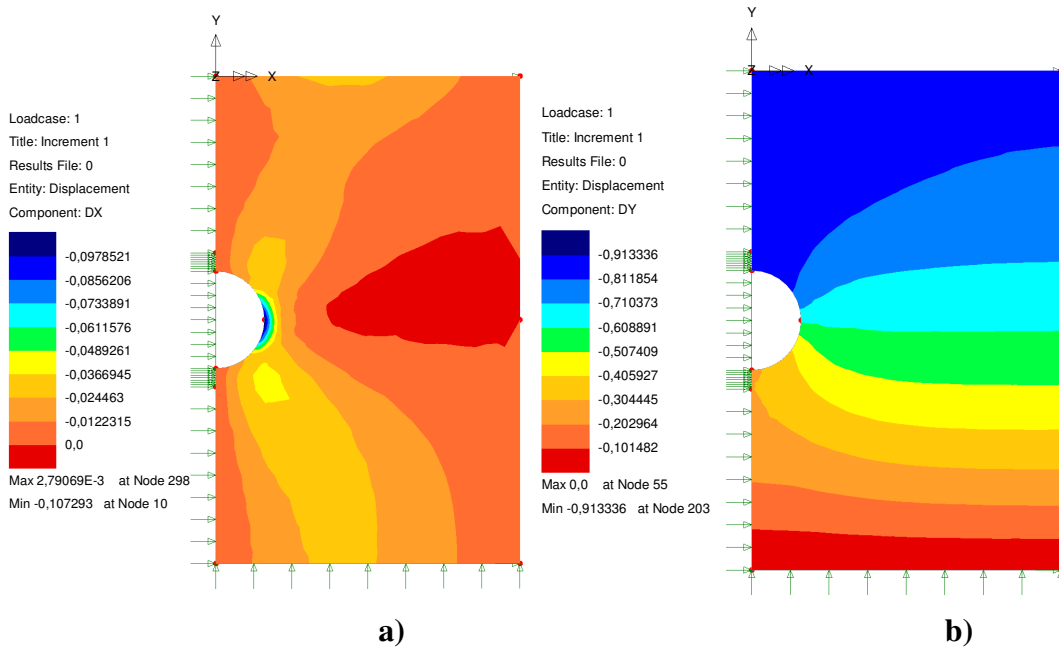 Y
Z X
Loadcase: 1
Title: Increment 1
Results File: 0
Entity: Displacement
Component: DX
-0,0978521
-0,0856206
-0,0733891
-0,0611576
-0,0489261
-0,0366945
-0,024463
-0,0122315
0,0
Max 2,79069E-3 at Node 298
Min -0,107293 at Node 10
a)
Y
Z X
Loadcase: 1
Title: Increment 1
Results File: 0
Entity: Displacement
Component: DY
-0,913336
-0,811854
-0,710373
-0,608891
-0,507409
-0,405927
-0,304445
-0,202964
-0,101482
Max 0,0 at Node 55
Min -0,913336 at Node 203
b)